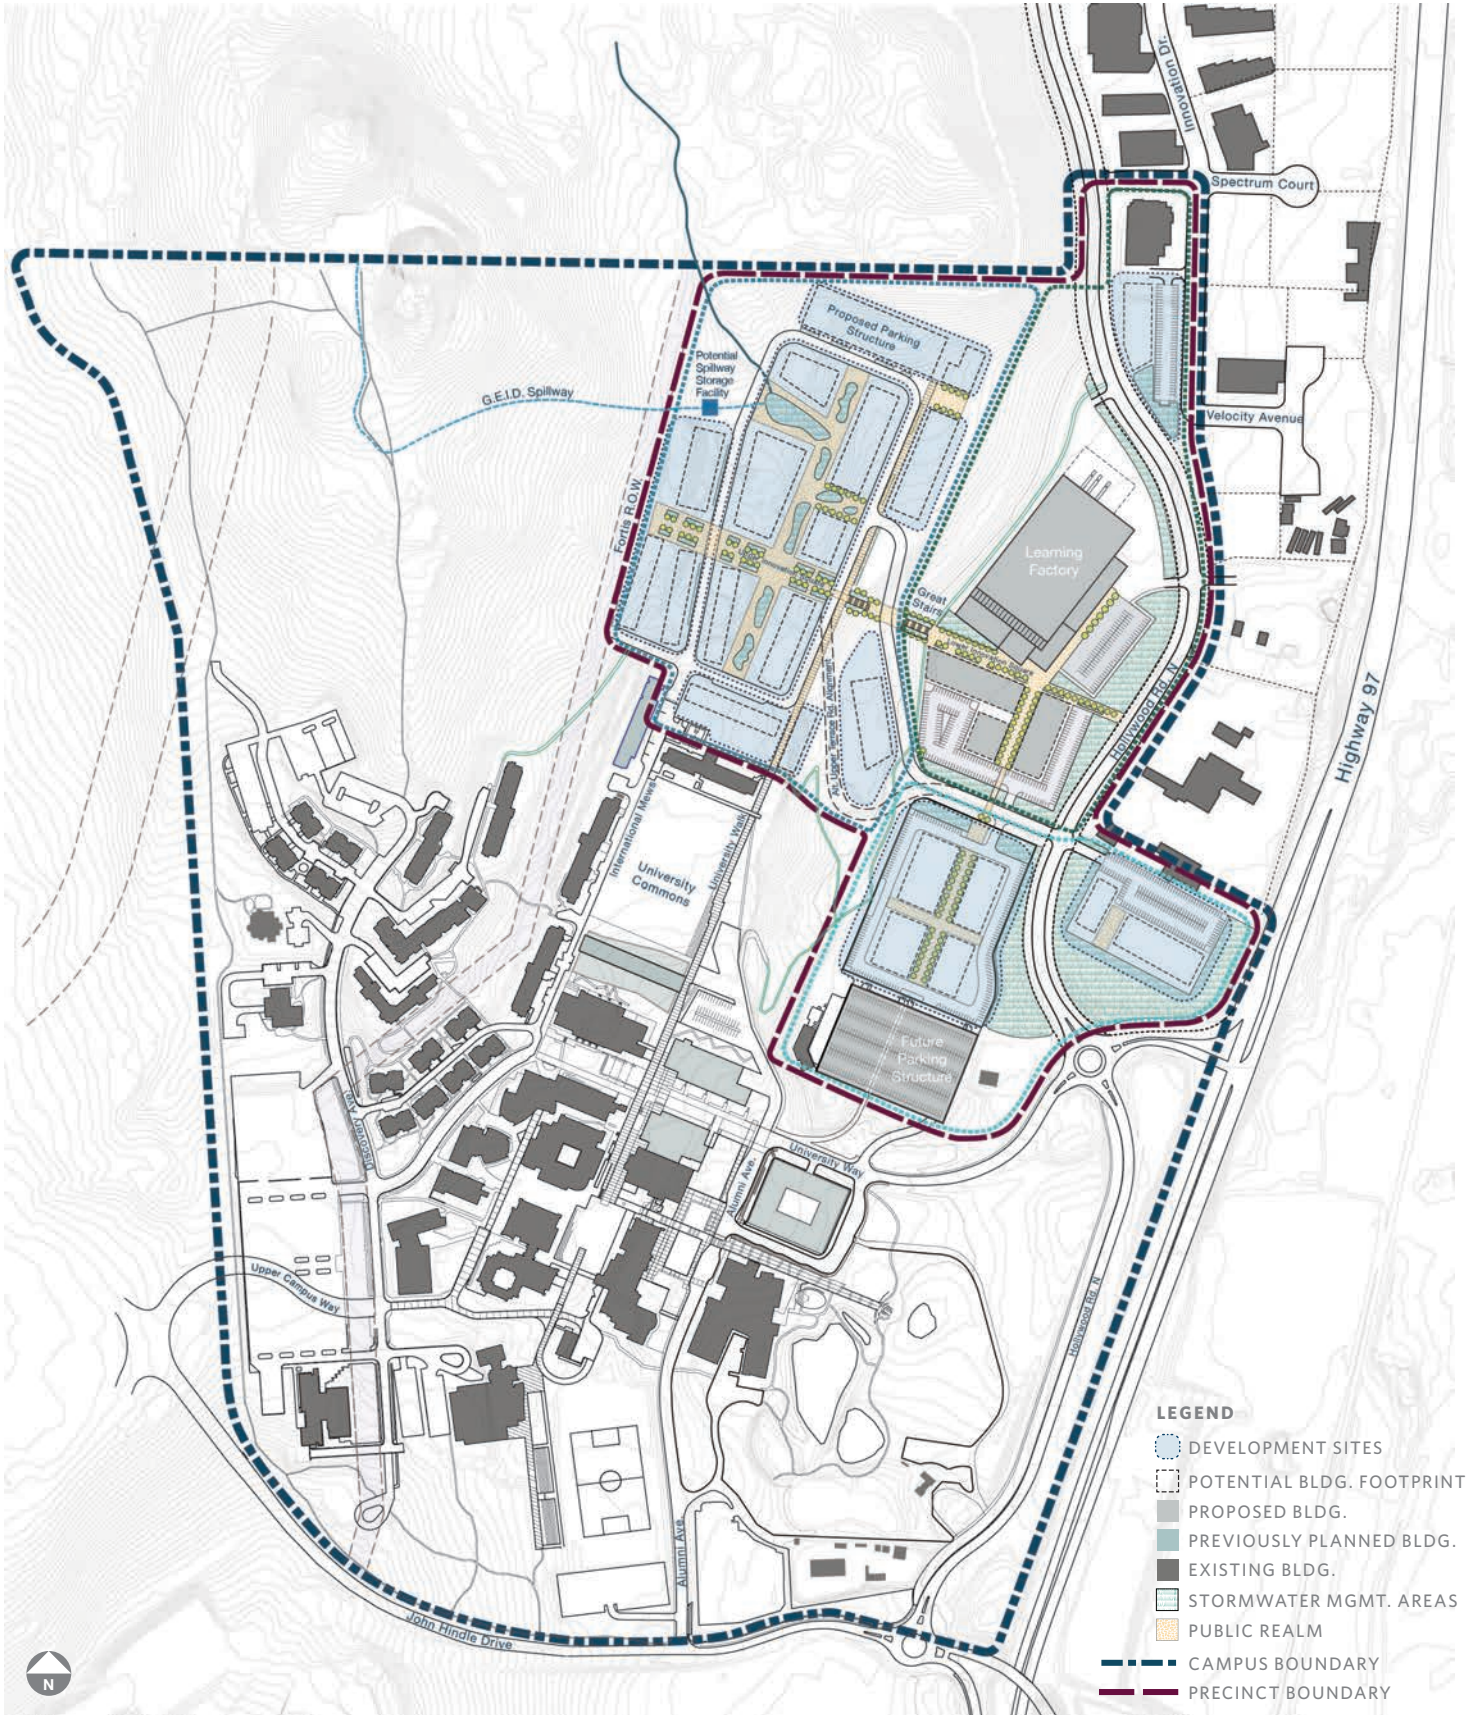 Innovation Dr.
Spectrum Court
Proposed Parking
Structure
Potential
Spillway
Storage
Facility
G.E.I.D. Spillway
Velocity Avenue
Fortis R.O.W.
Learning
Factory
Great
Stairs
Hollywood Rd. N
Highway 97
International Mews
University Walk
University
Commons
Future
Parking
Structure
Discovery Ave.
University Way
Alumni Ave.
Upper Campus Way
Hollywood Rd. N
Alumni Ave.
John Hindle Drive
N
LEGEND
DEVELOPMENT SITES
POTENTIAL BLDG. FOOTPRINT
PROPOSED BLDG.
PREVIOUSLY PLANNED BLDG.
EXISTING BLDG.
STORMWATER MGMT. AREAS
PUBLIC REALM
CAMPUS BOUNDARY
PRECINCT BOUNDARY